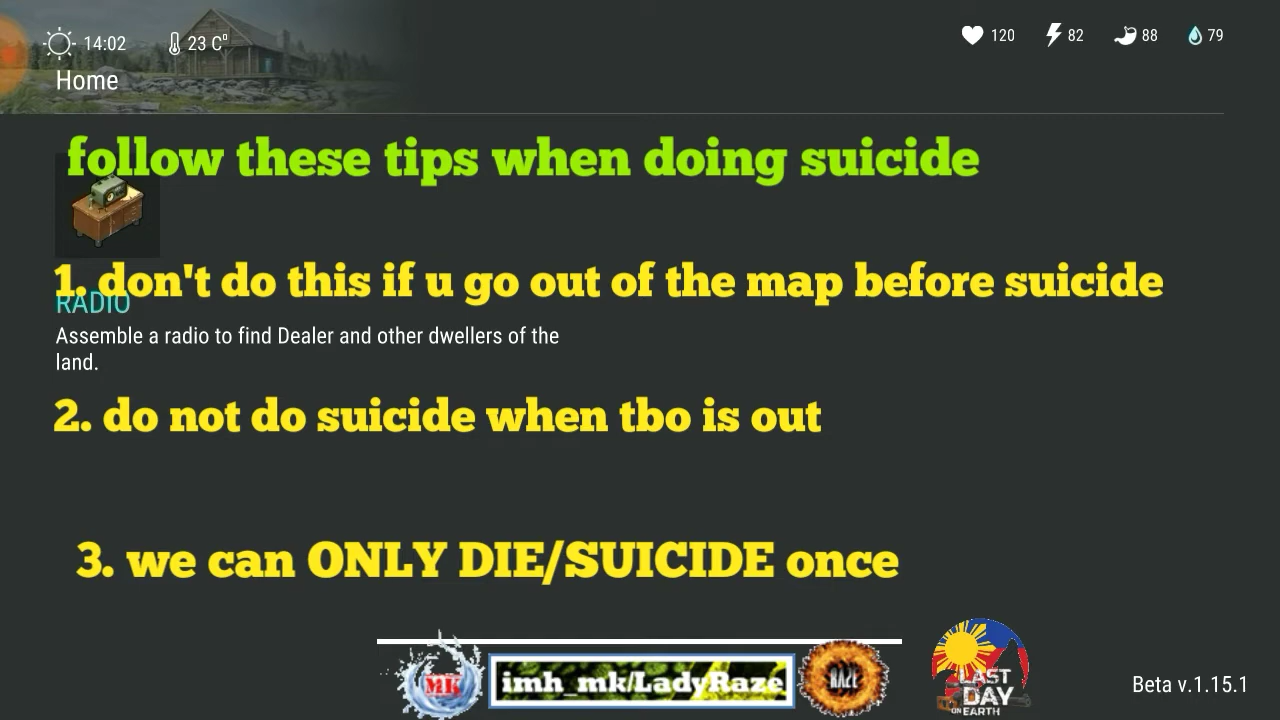 14:02 23 C° 120 82 88 79
Home
follow these tips when doing suicide
1. don't do this if u go out of the map before suicide
RADIO
Assemble a radio to find Dealer and other dwellers of the
land.
2. do not do suicide when tbo is out
3. we can ONLY DIE/SUICIDE once
MK imh_mk/LadyRaze RAZE
LAST
DAY
ON EARTH
Beta v.1.15.1